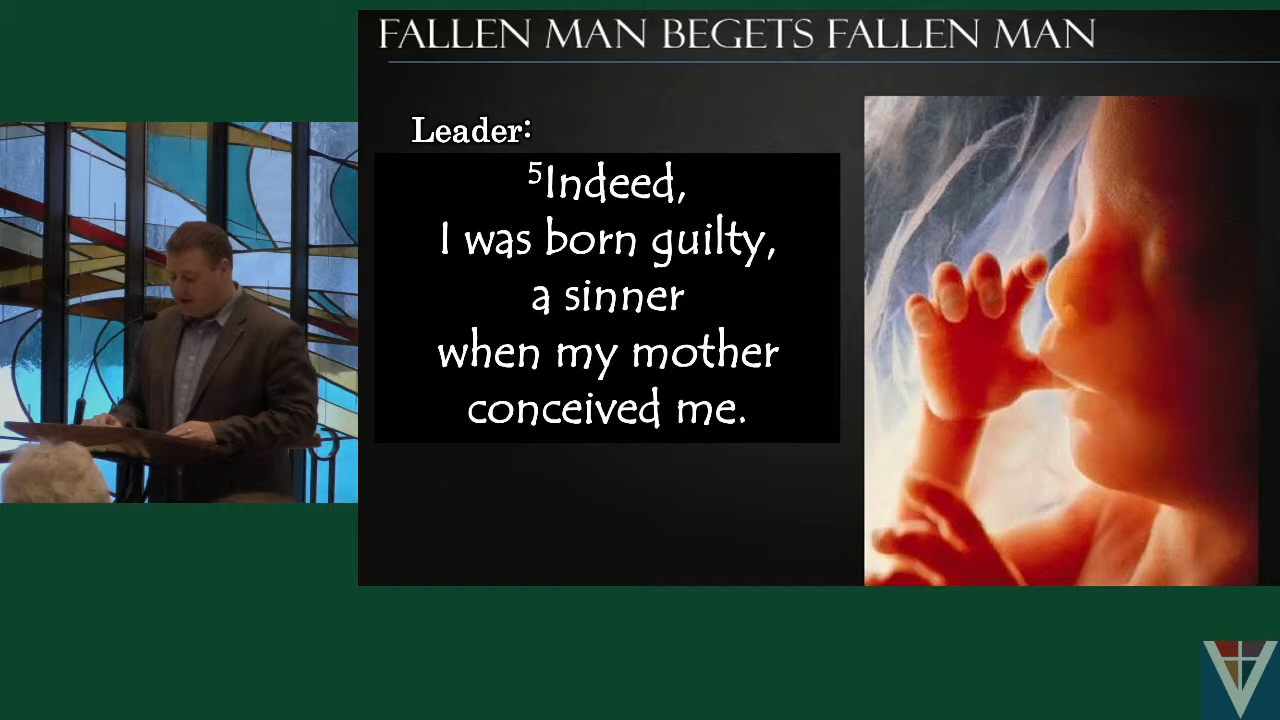 FALLEN MAN BEGETS FALLEN MAN
Leader:
5Indeed,
I was born guilty,
a sinner
when my mother
conceived me.